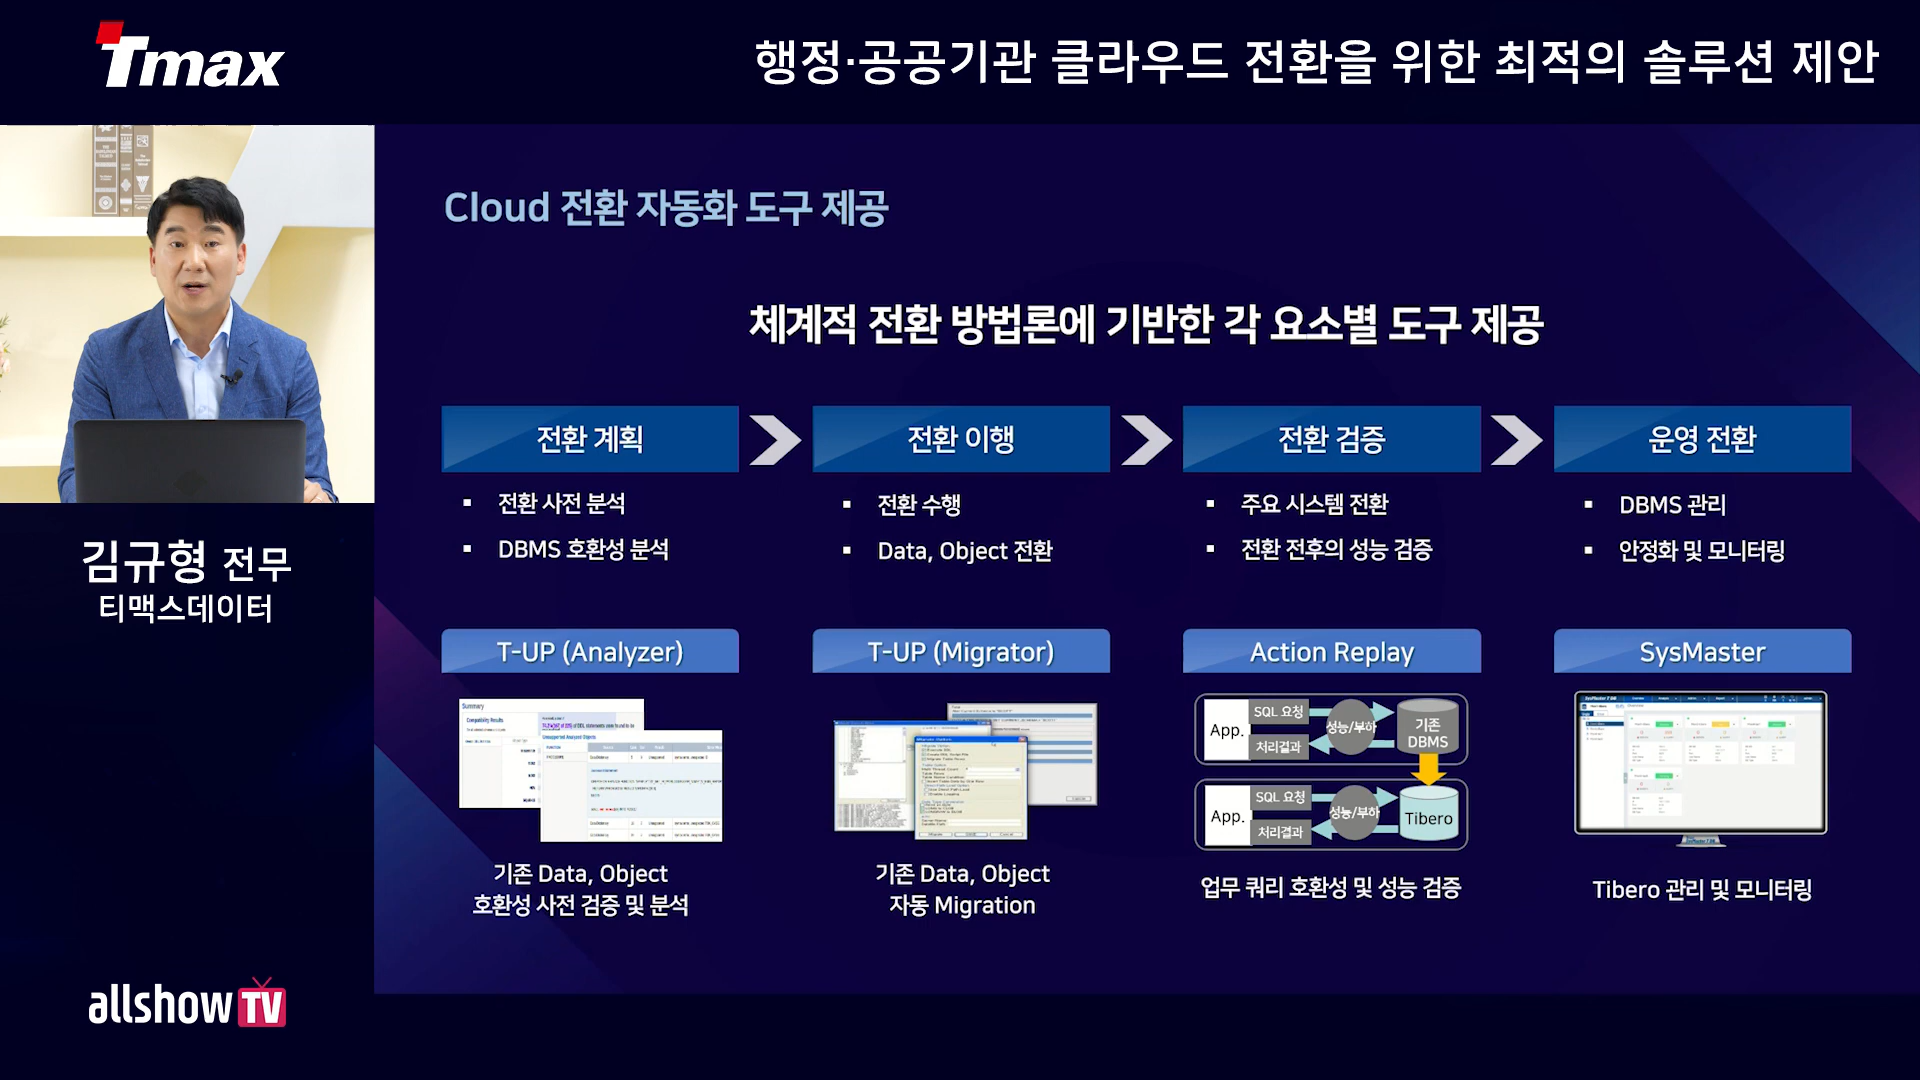 Tmax
행정·공공기관 클라우드 전환을 위한 최적의 솔루션 제안
Cloud 전환 자동화 도구 제공
체계적 전환 방법론에 기반한 각 요소별 도구 제공
전환 계획
전환 이행
전환 검증
운영 전환
▪ 전환 사전 분석
▪ DBMS 호환성 분석
▪ 전환 수행
▪ Data, Object 전환
▪ 주요 시스템 전환
▪ 전환 전후의 성능 검증
▪ DBMS 관리
▪ 안정화 및 모니터링
김규형 전무
티맥스데이터
T-UP (Analyzer)
T-UP (Migrator)
Action Replay
SysMaster
Summary
Compatibility Results
App.
SQL 요청
처리결과
성능/부하
기존
DBMS
App.
SQL 요청
처리결과
성능/부하
Tibero
기존 Data, Object
호환성 사전 검증 및 분석
기존 Data, Object
자동 Migration
업무 쿼리 호환성 및 성능 검증
Tibero 관리 및 모니터링
allshow TV